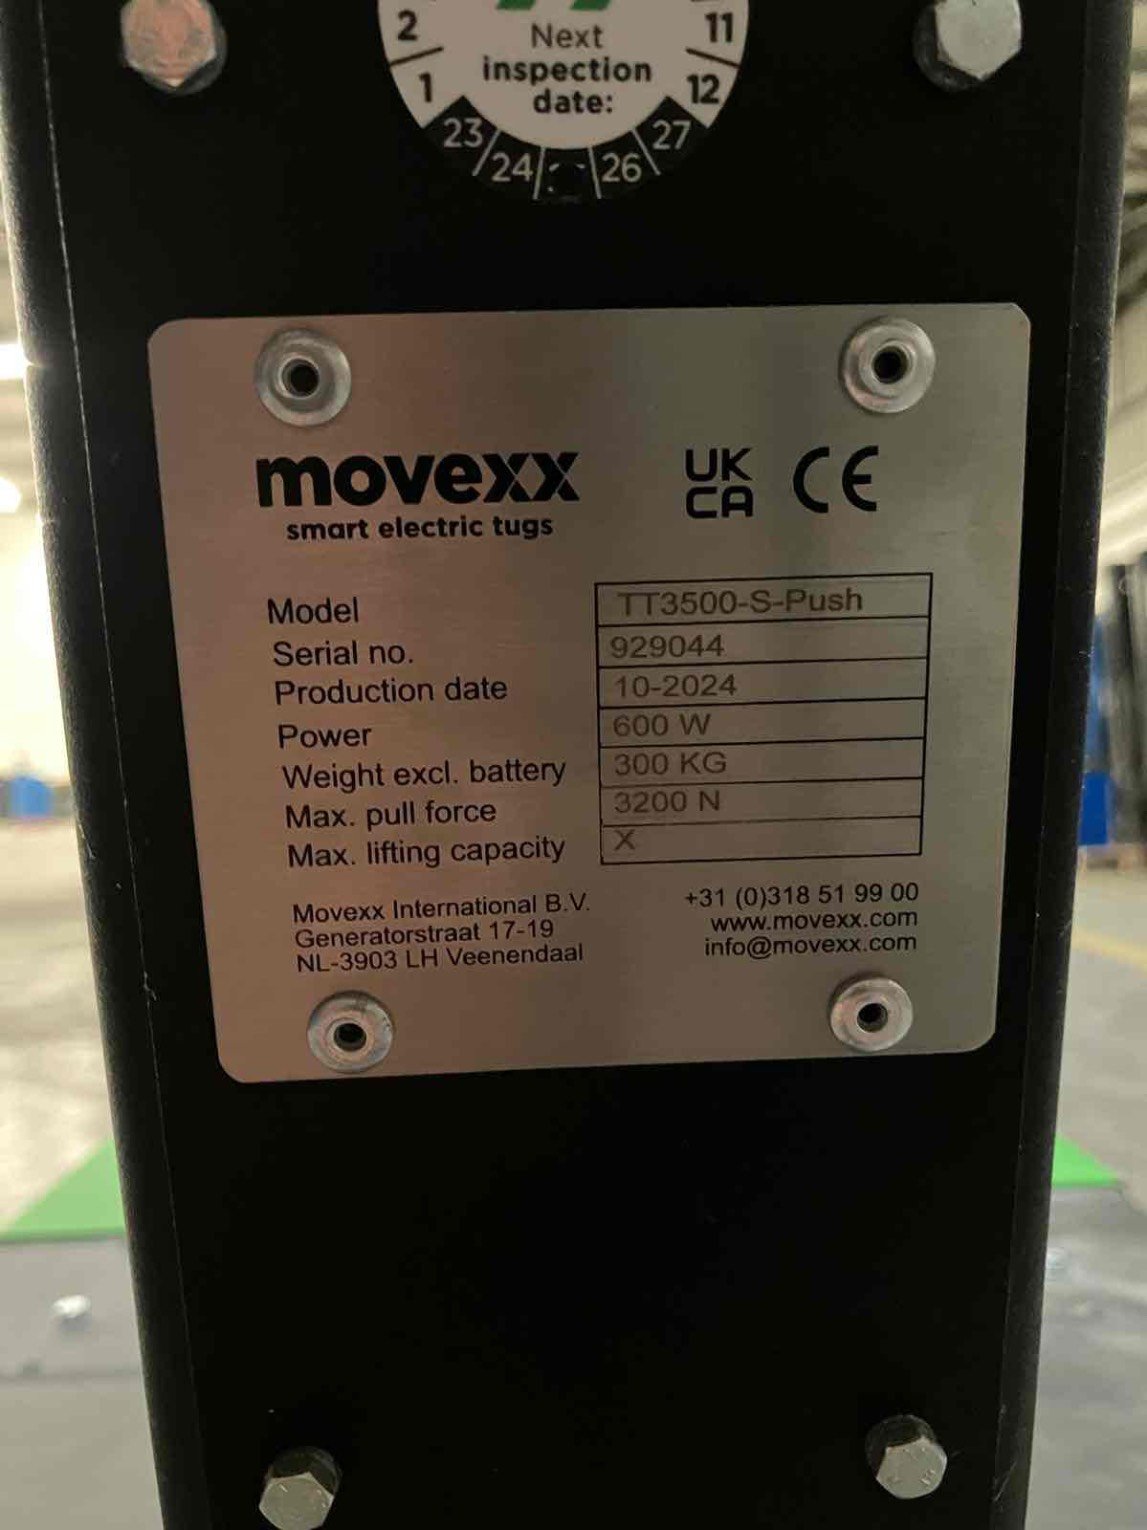 2 11
Next
inspection
date:
1 12
23 24 26 27
movexx
smart electric tugs
UK
CA
CE
Model TT3500-S-Push
Serial no. 929044
Production date 10-2024
Power 600 W
Weight excl. battery 300 KG
Max. pull force 3200 N
Max. lifting capacity X
Movexx International B.V.
Generatorstraat 17-19
NL-3903 LH Veenendaal
+31 (0)318 51 99 00
www.movexx.com
info@movexx.com